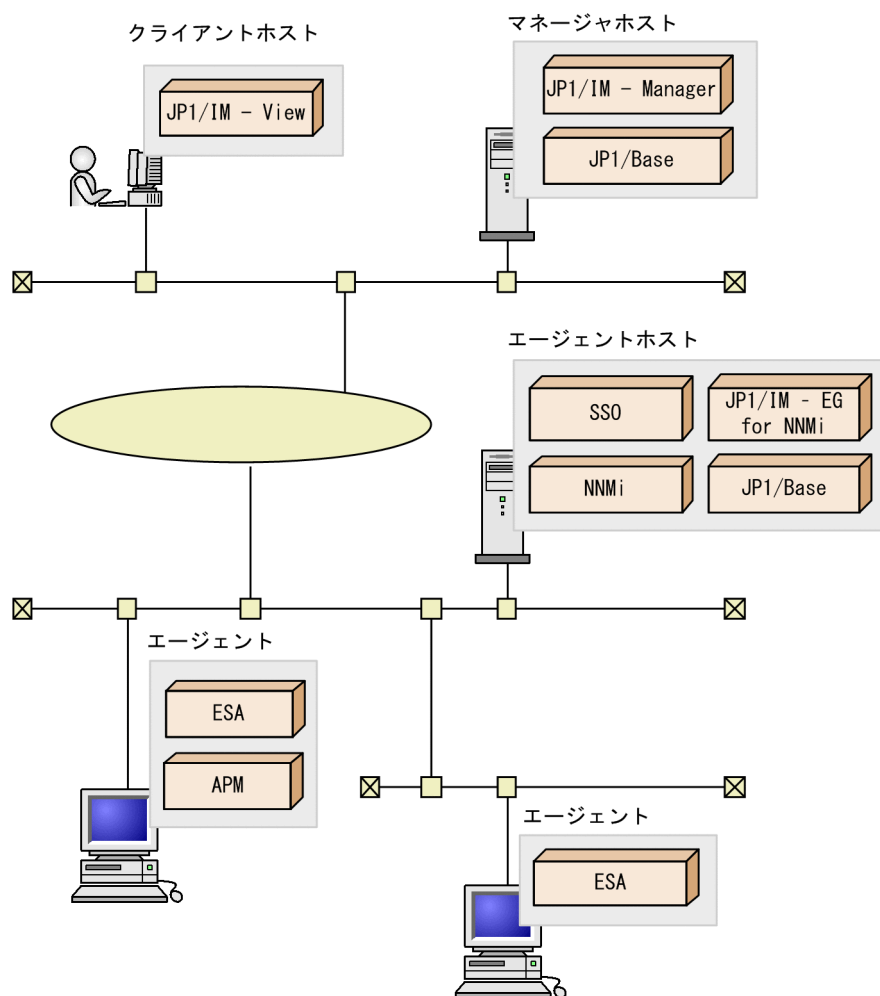 クライアントホスト
マネージャホスト
JP1/IM - View
JP1/IM - Manager
JP1/Base
エージェントホスト
SSO
JP1/IM - EG
for NNMi
NNMi
JP1/Base
エージェント
ESA
APM
エージェント
ESA